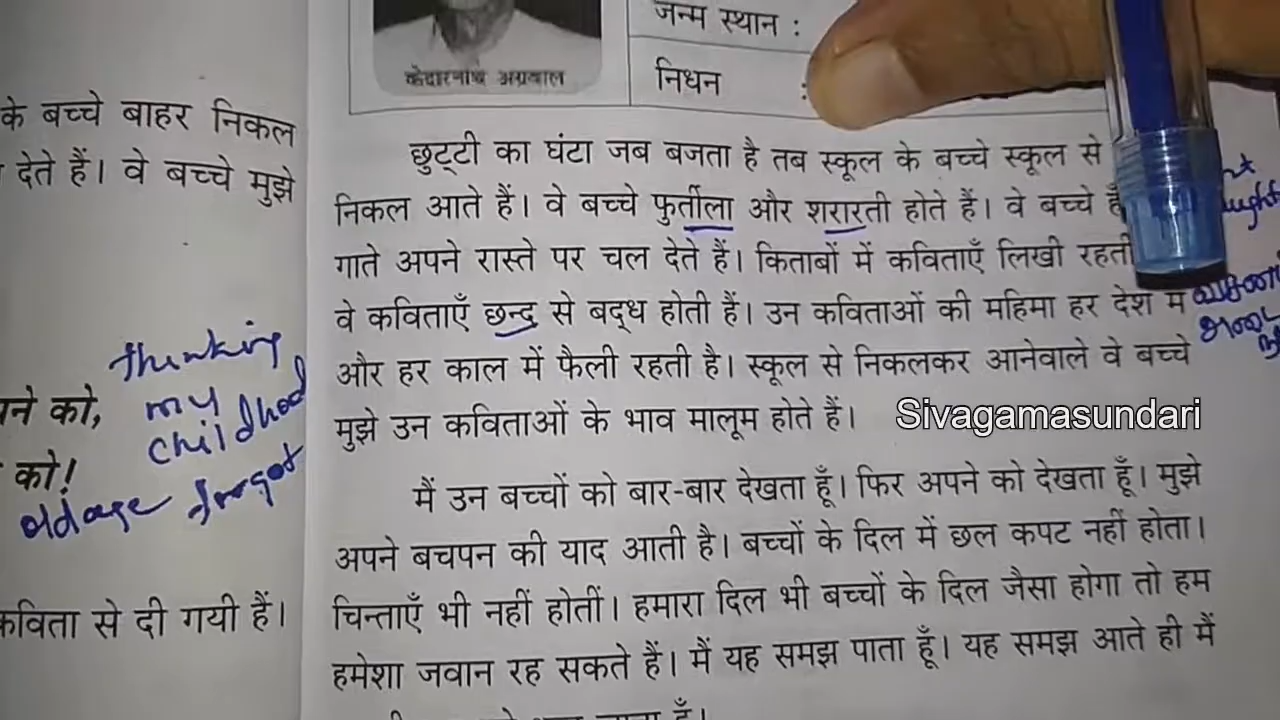 केदारनाथ अग्रवाल
जन्म स्थान :
निधन :
के बच्चे बाहर निकल
देते हैं। वे बच्चे मुझे
thinking
my
childhood
पने को,
को!
oldage forgot
कविता से दी गयी हैं।
छुट्टी का घंटा जब बजता है तब स्कूल के बच्चे स्कूल से
निकल आते हैं। वे बच्चे फुर्तीला और शरारती होते हैं। वे बच्चे
गाते अपने रास्ते पर चल देते हैं। किताबों में कविताएँ लिखी रहती
वे कविताएँ छन्द से बद्ध होती हैं। उन कविताओं की महिमा हर देश में
और हर काल में फैली रहती है। स्कूल से निकलकर आनेवाले वे बच्चे
मुझे उन कविताओं के भाव मालूम होते हैं।
Sivagamasundari
मैं उन बच्चों को बार-बार देखता हूँ। फिर अपने को देखता हूँ। मुझे
अपने बचपन की याद आती है। बच्चों के दिल में छल कपट नहीं होता।
चिन्ताएँ भी नहीं होतीं। हमारा दिल भी बच्चों के दिल जैसा होगा तो हम
हमेशा जवान रह सकते हैं। मैं यह समझ पाता हूँ। यह समझ आते ही मैं